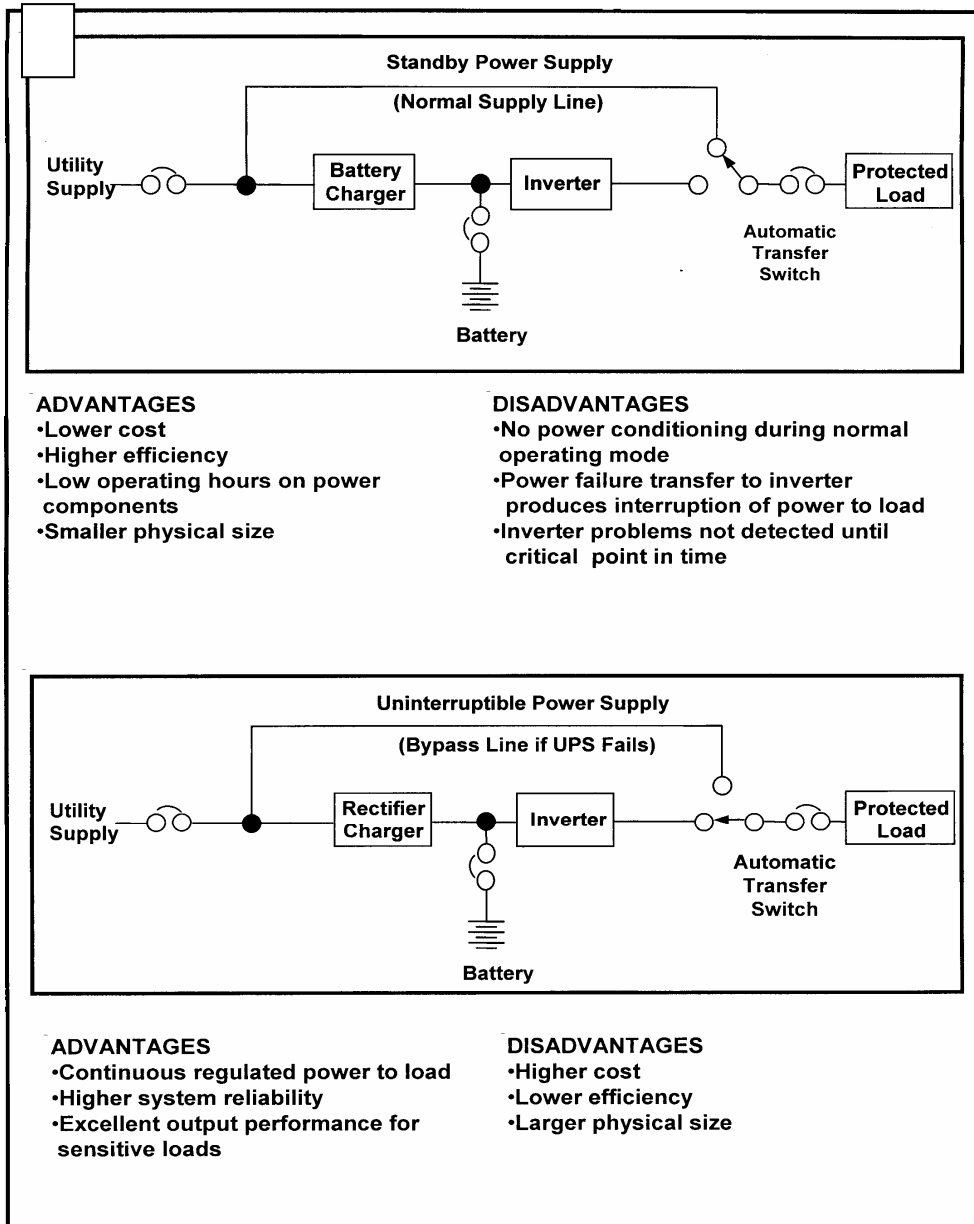 Standby Power Supply
(Normal Supply Line)
Utility
Supply
Battery
Charger
Inverter
Protected
Load
Automatic
Transfer
Switch
Battery
ADVANTAGES
•Lower cost
•Higher efficiency
•Low operating hours on power
components
•Smaller physical size
DISADVANTAGES
•No power conditioning during normal
operating mode
•Power failure transfer to inverter
produces interruption of power to load
•Inverter problems not detected until
critical point in time
Uninterruptible Power Supply
(Bypass Line if UPS Fails)
Utility
Supply
Rectifier
Charger
Inverter
Protected
Load
Automatic
Transfer
Switch
Battery
ADVANTAGES
•Continuous regulated power to load
•Higher system reliability
•Excellent output performance for
sensitive loads
DISADVANTAGES
•Higher cost
•Lower efficiency
•Larger physical size